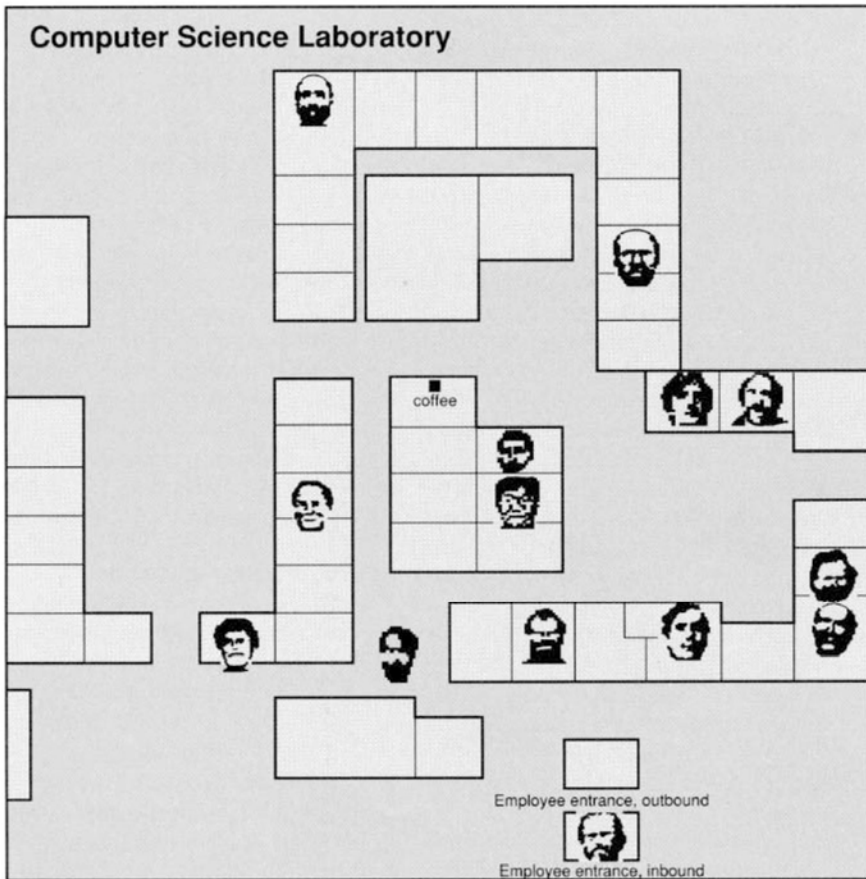 Computer Science Laboratory
coffee
Employee entrance, outbound
Employee entrance, inbound